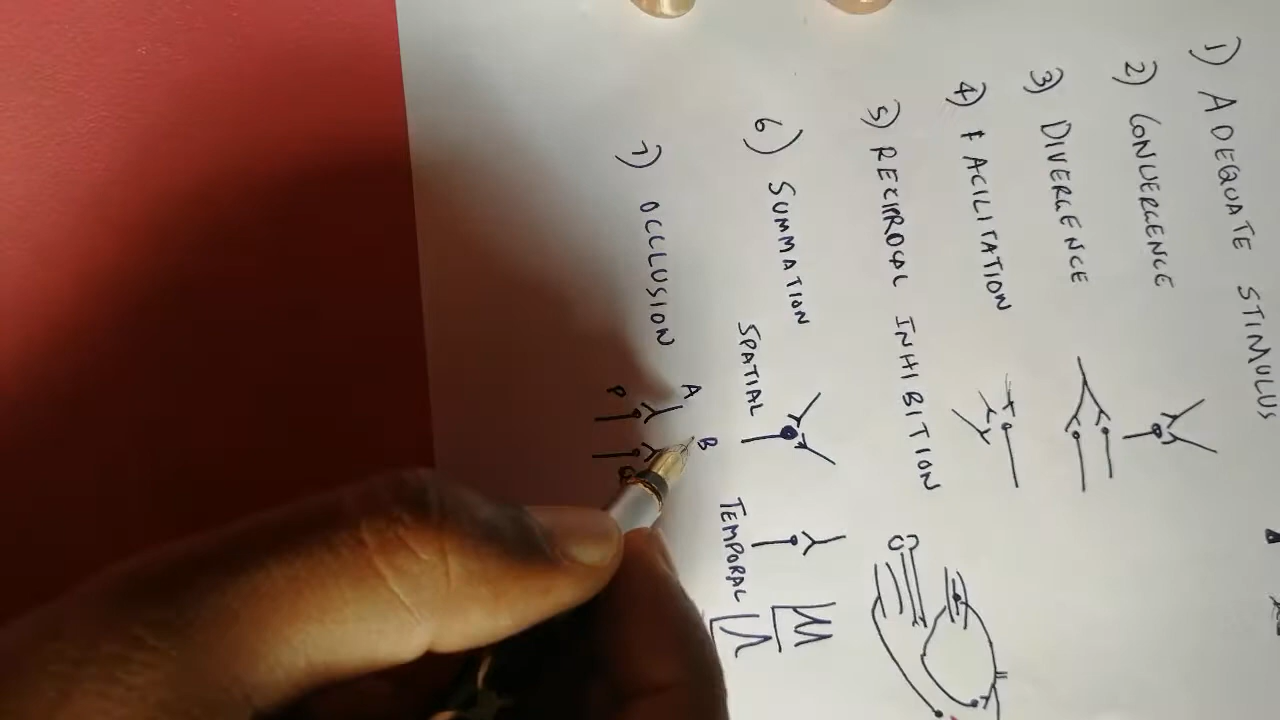 1) ADEQUATE STIMULUS
2) CONVERGENCE
3) DIVERGENCE
4) FACILITATION
5) RECIPROCAL INHIBITION
6) SUMMATION
SPATIAL TEMPORAL
7) OCCLUSION
A B
P